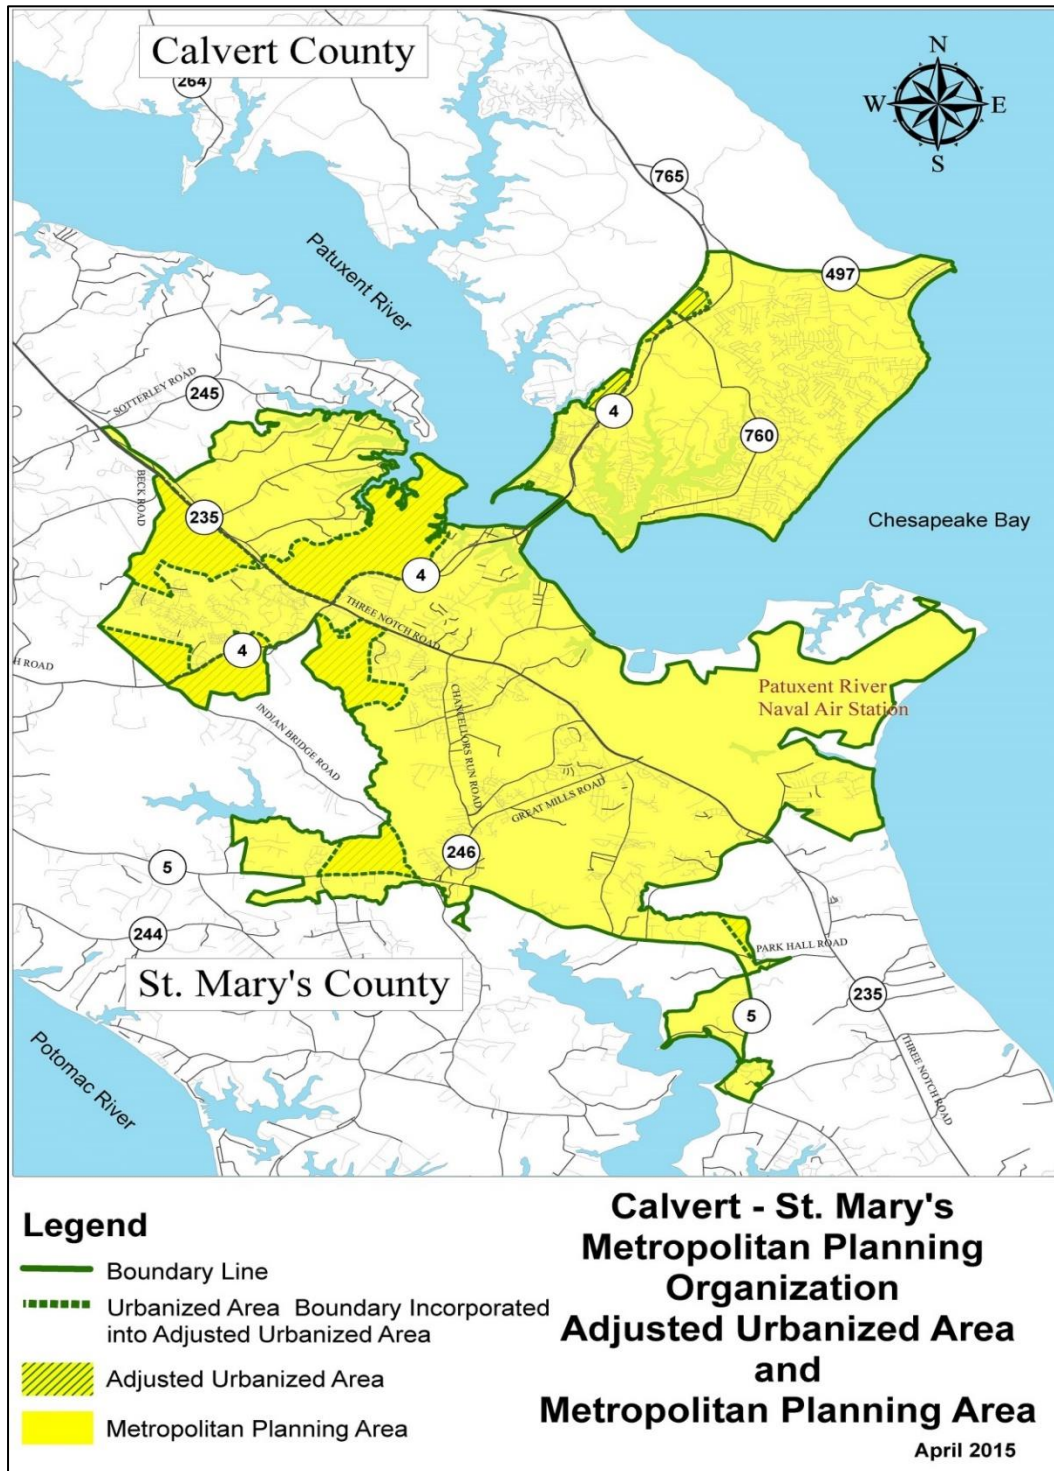 Calvert County
264
N
W
E
S
765
Patuxent River
497
SOTTERLEY ROAD
245
4
760
BECK ROAD
235
Chesapeake Bay
4
THREE NOTCH ROAD
4
H ROAD
Patuxent River
Naval Air Station
INDIAN BRIDGE ROAD
CHANCELLORS RUN ROAD
GREAT MILLS ROAD
246
5
244
PARK HALL ROAD
St. Mary's County
235
5
Potomac River
THREE NOTCH ROAD
Legend
Boundary Line
Urbanized Area Boundary Incorporated
into Adjusted Urbanized Area
Adjusted Urbanized Area
Metropolitan Planning Area
Calvert - St. Mary's
Metropolitan Planning
Organization
Adjusted Urbanized Area
and
Metropolitan Planning Area
April 2015